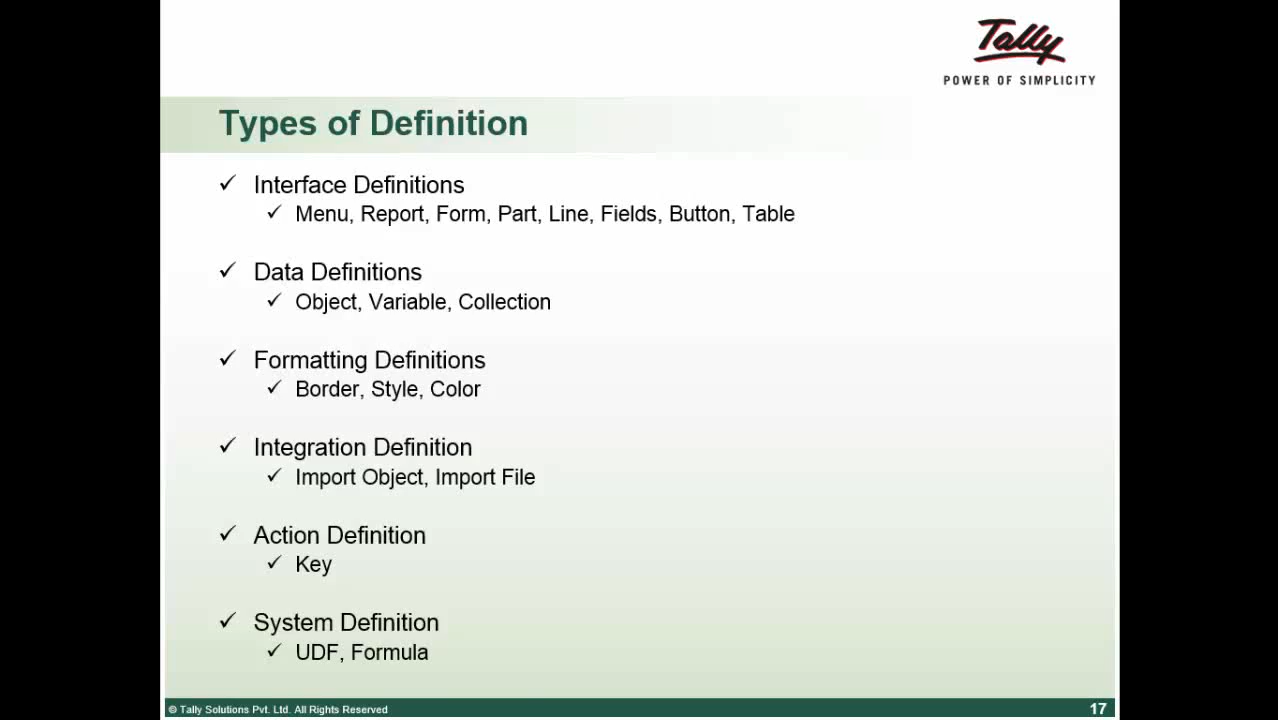 Tally
POWER OF SIMPLICITY
Types of Definition
✓ Interface Definitions
✓ Menu, Report, Form, Part, Line, Fields, Button, Table
✓ Data Definitions
✓ Object, Variable, Collection
✓ Formatting Definitions
✓ Border, Style, Color
✓ Integration Definition
✓ Import Object, Import File
✓ Action Definition
✓ Key
✓ System Definition
✓ UDF, Formula
© Tally Solutions Pvt. Ltd. All Rights Reserved
17